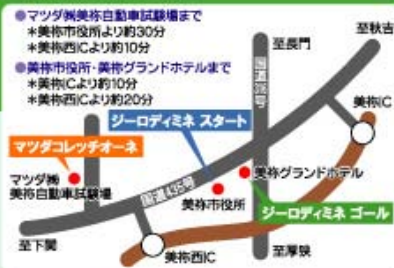 ●マツダ㈱美祢自動車試験場まで
＊美祢市役所より約30分
＊美祢西ICより約10分
●美祢市役所・美祢グランドホテルまで
＊美祢ICより約10分
＊美祢西ICより約20分
至長門
至秋吉
国道316号
美祢IC
ジーロディミネ スタート
マツダコレッチオーネ
マツダ㈱
美祢自動車試験場
美祢グランドホテル
国道435号
美祢市役所
ジーロディミネ ゴール
至下関
美祢西IC
至厚狭